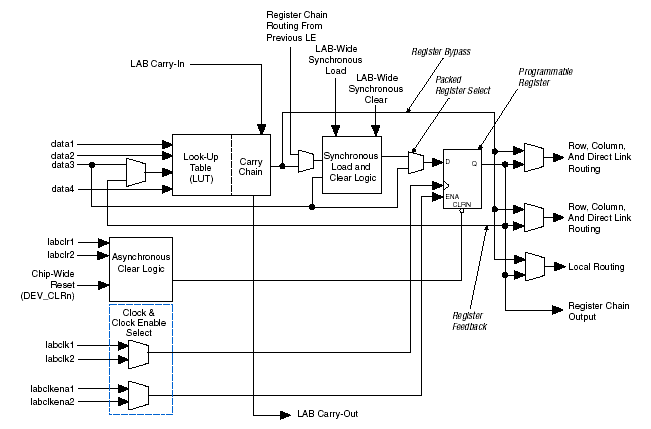 Register Chain
Routing From
Previous LE
LAB-Wide
Synchronous
Load
Register Bypass
LAB Carry-In
LAB-Wide
Synchronous
Clear
Packed
Register Select
Programmable
Register
data1
data2
data3
data4
Look-Up
Table
(LUT)
Carry
Chain
Synchronous
Load and
Clear Logic
D
Q
ENA
CLRN
Row, Column,
And Direct Link
Routing
Row, Column,
And Direct Link
Routing
labclr1
labclr2
Chip-Wide
Reset
(DEV_CLRn)
Asynchronous
Clear Logic
Local Routing
Register
Feedback
Register Chain
Output
Clock &
Clock Enable
Select
labclk1
labclk2
labclkena1
labclkena2
LAB Carry-Out